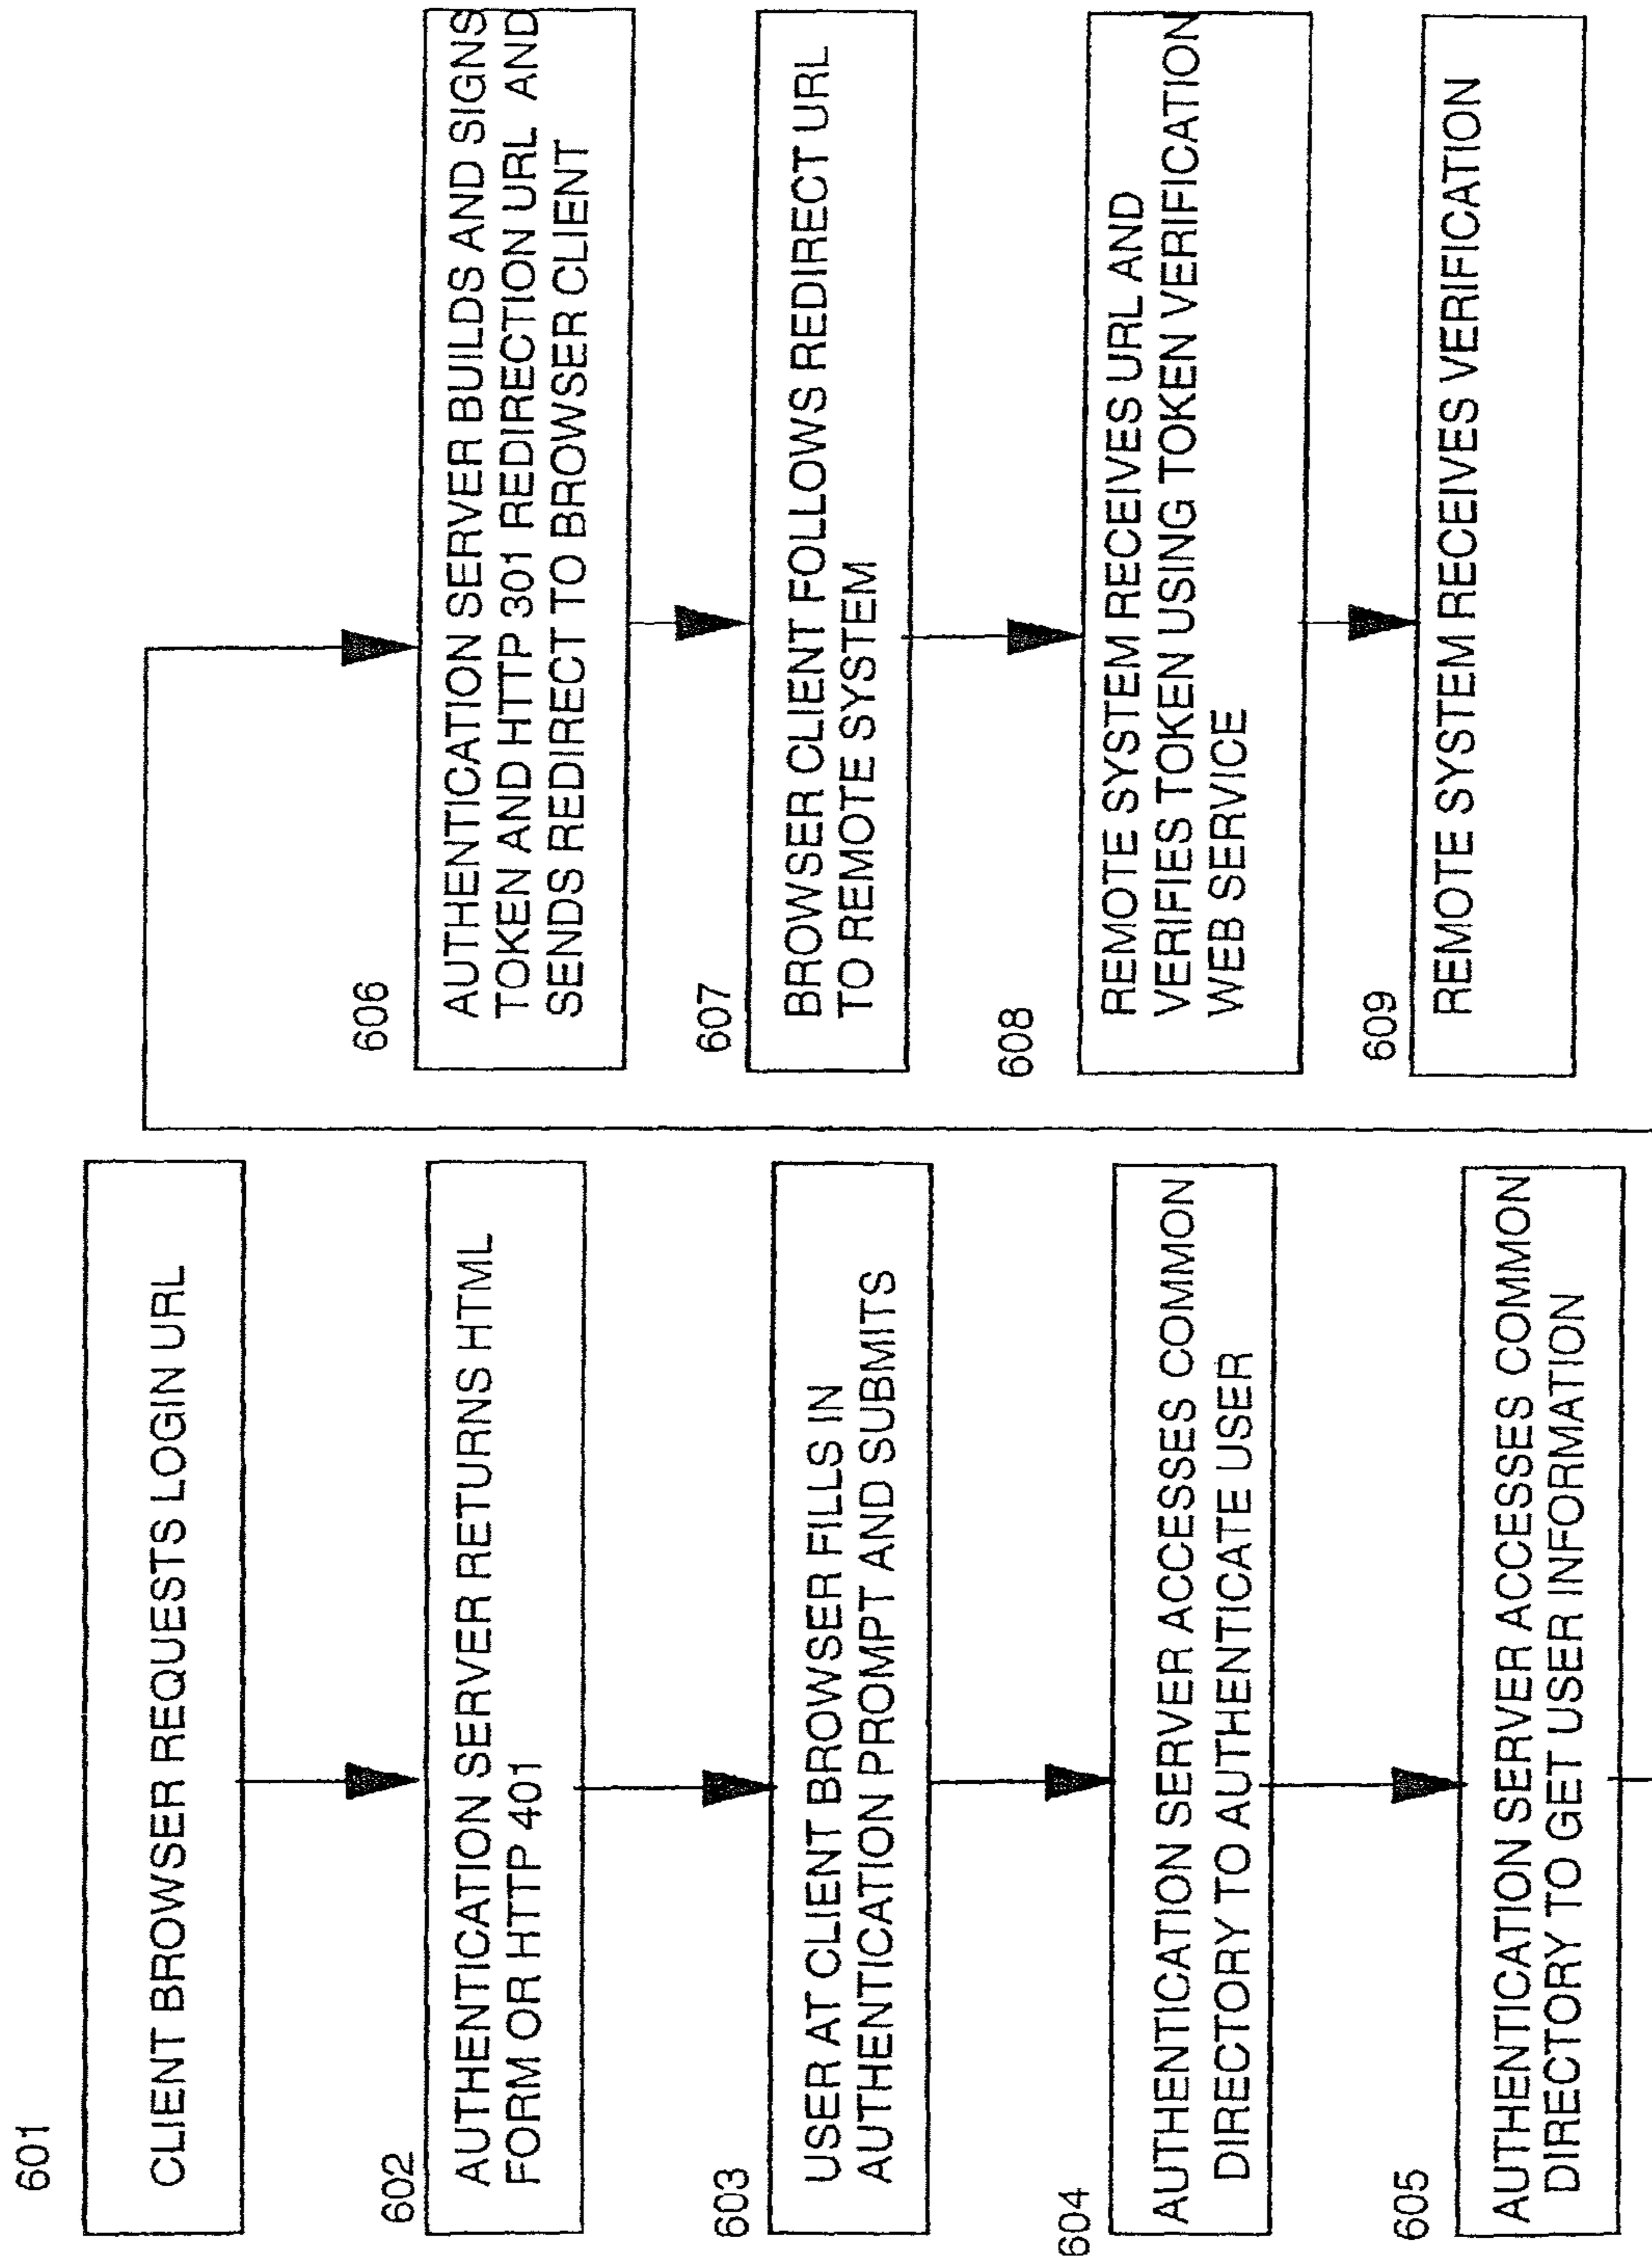 601
CLIENT BROWSER REQUESTS LOGIN URL
602
AUTHENTICATION SERVER RETURNS HTML
FORM OR HTTP 401
603
USER AT CLIENT BROWSER FILLS IN
AUTHENTICATION PROMPT AND SUBMITS
604
AUTHENTICATION SERVER ACCESSES COMMON
DIRECTORY TO AUTHENTICATE USER
605
AUTHENTICATION SERVER ACCESSES COMMON
DIRECTORY TO GET USER INFORMATION
606
AUTHENTICATION SERVER BUILDS AND SIGNS
TOKEN AND HTTP 301 REDIRECTION URL AND
SENDS REDIRECT TO BROWSER CLIENT
607
BROWSER CLIENT FOLLOWS REDIRECT URL
TO REMOTE SYSTEM
608
REMOTE SYSTEM RECEIVES URL AND
VERIFIES TOKEN USING TOKEN VERIFICATION
WEB SERVICE
609
REMOTE SYSTEM RECEIVES VERIFICATION